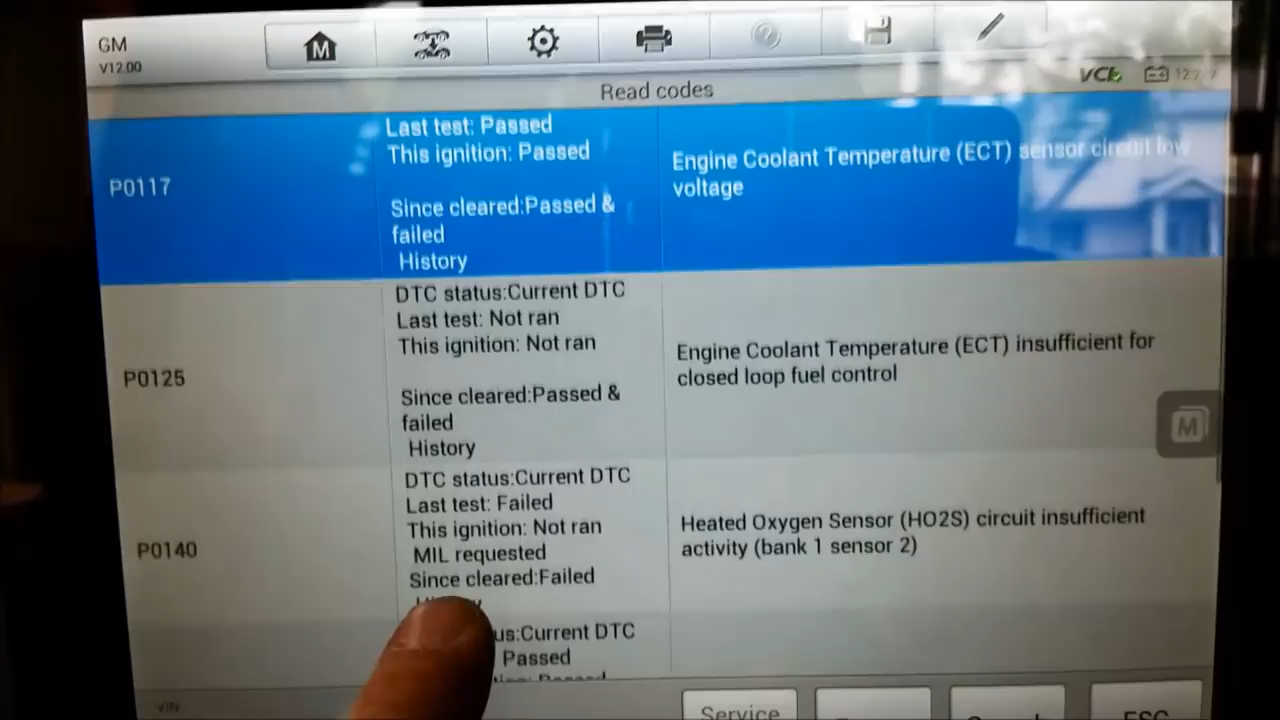 GM
V12.00
M
VCI
Read codes
P0117
Last test: Passed
This ignition: Passed
Since cleared:Passed &
failed
History
Engine Coolant Temperature (ECT) sensor circuit low
voltage
P0125
DTC status:Current DTC
Last test: Not ran
This ignition: Not ran
Since cleared:Passed &
failed
History
Engine Coolant Temperature (ECT) insufficient for
closed loop fuel control
M
P0140
DTC status:Current DTC
Last test: Failed
This ignition: Not ran
MIL requested
Since cleared:Failed
Heated Oxygen Sensor (HO2S) circuit insufficient
activity (bank 1 sensor 2)
Current DTC
Passed
VIN
Service
ESC